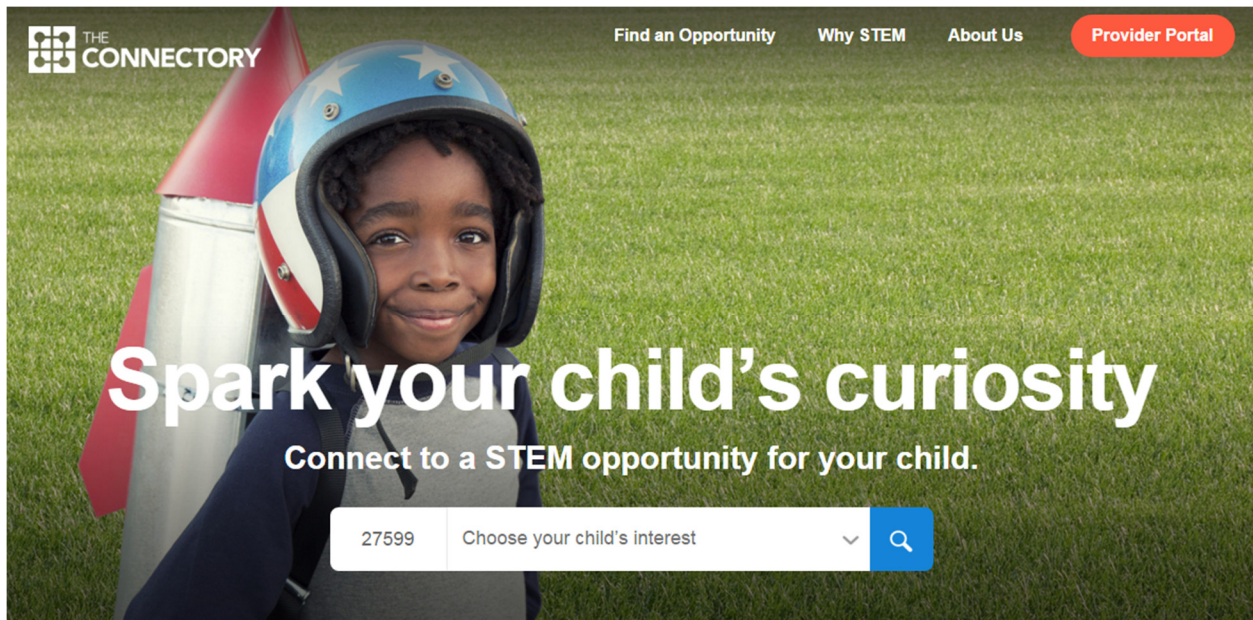 THE
CONNECTORY
Find an Opportunity Why STEM About Us Provider Portal
Spark your child's curiosity
Connect to a STEM opportunity for your child.
27599 Choose your child's interest